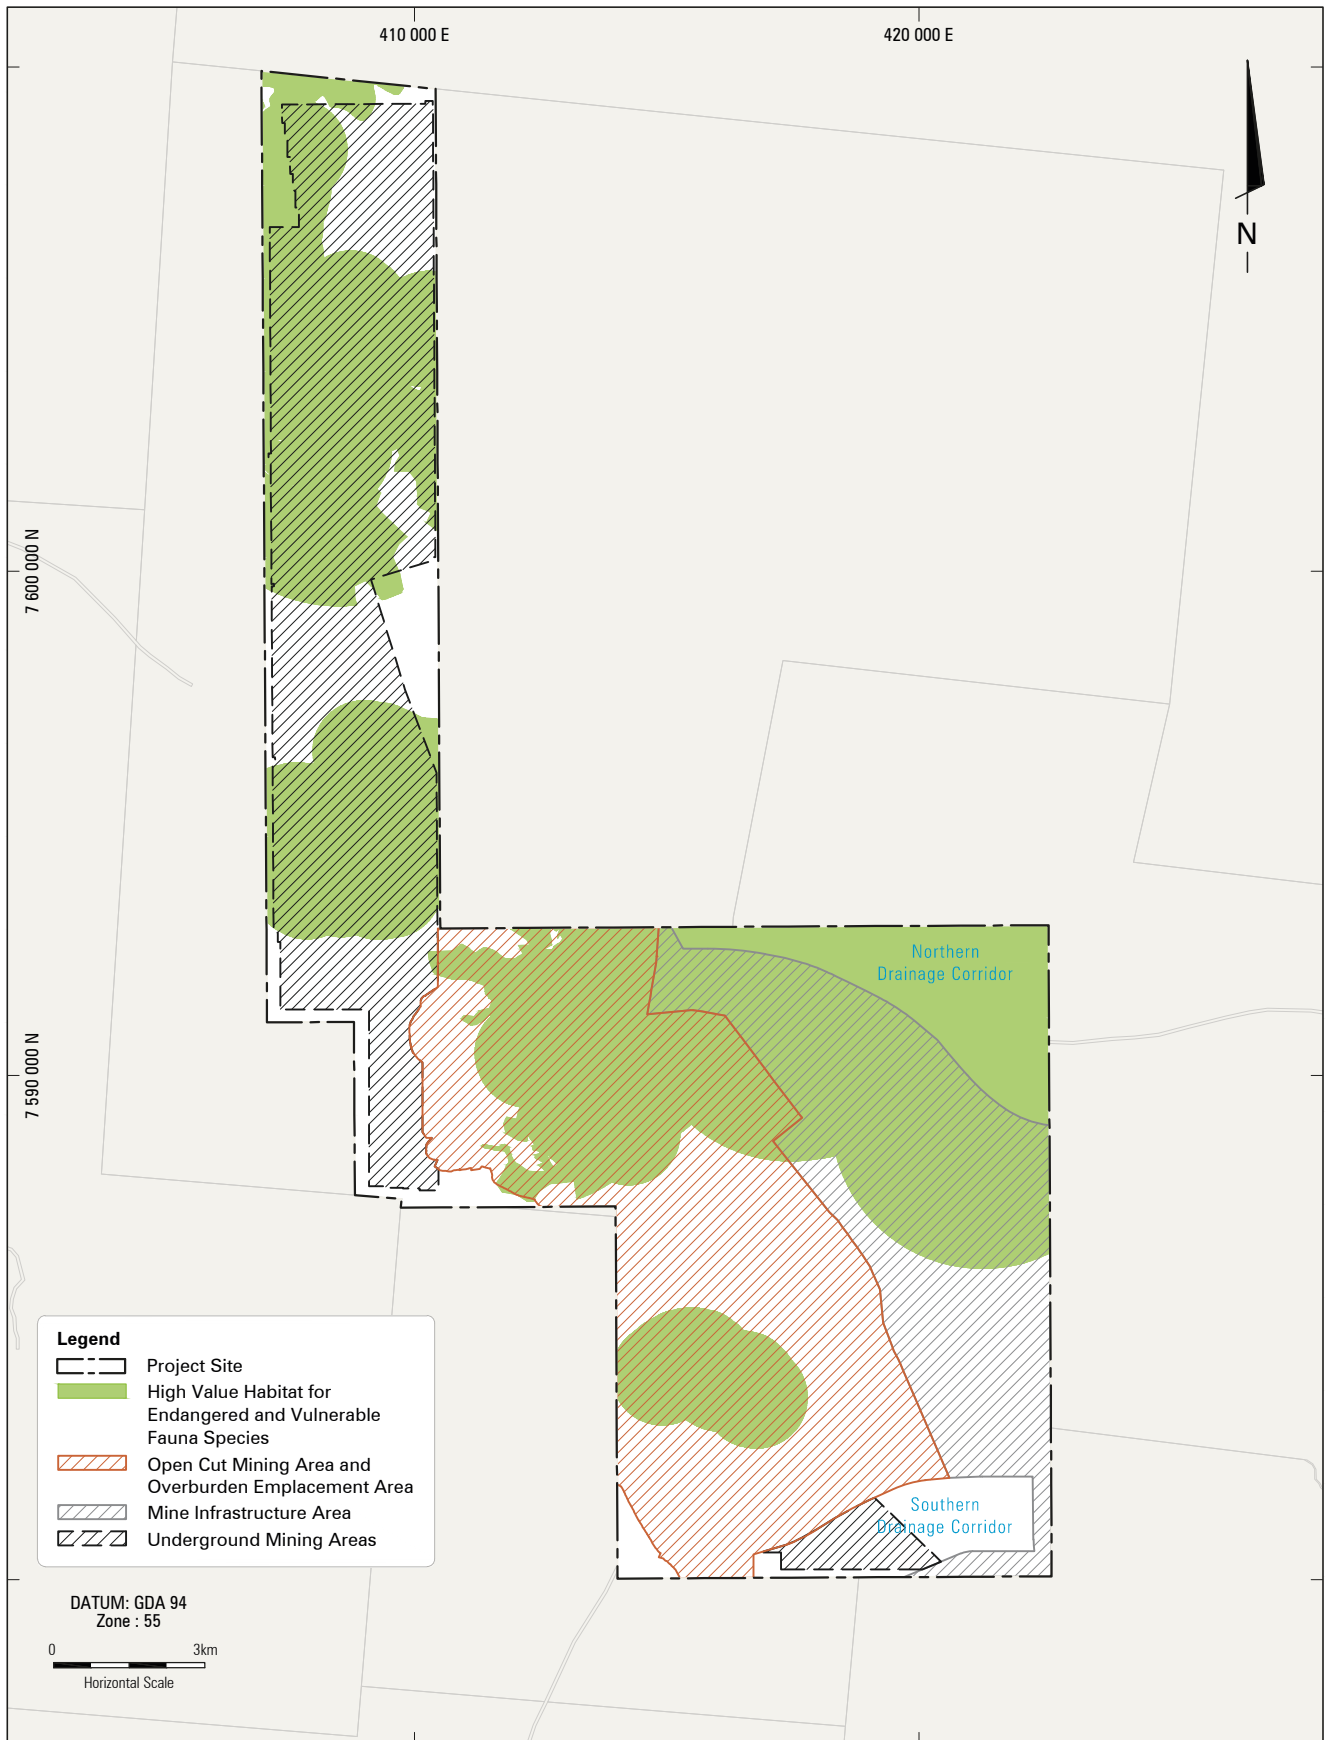 410 000 E
420 000 E
N
7 600 000 N
Northern
Drainage Corridor
7 590 000 N
Legend
Project Site
High Value Habitat for
Endangered and Vulnerable
Fauna Species
Open Cut Mining Area and
Overburden Emplacement Area
Mine Infrastructure Area
Underground Mining Areas
Southern
Drainage Corridor
DATUM: GDA 94
Zone : 55
0 3km
Horizontal Scale